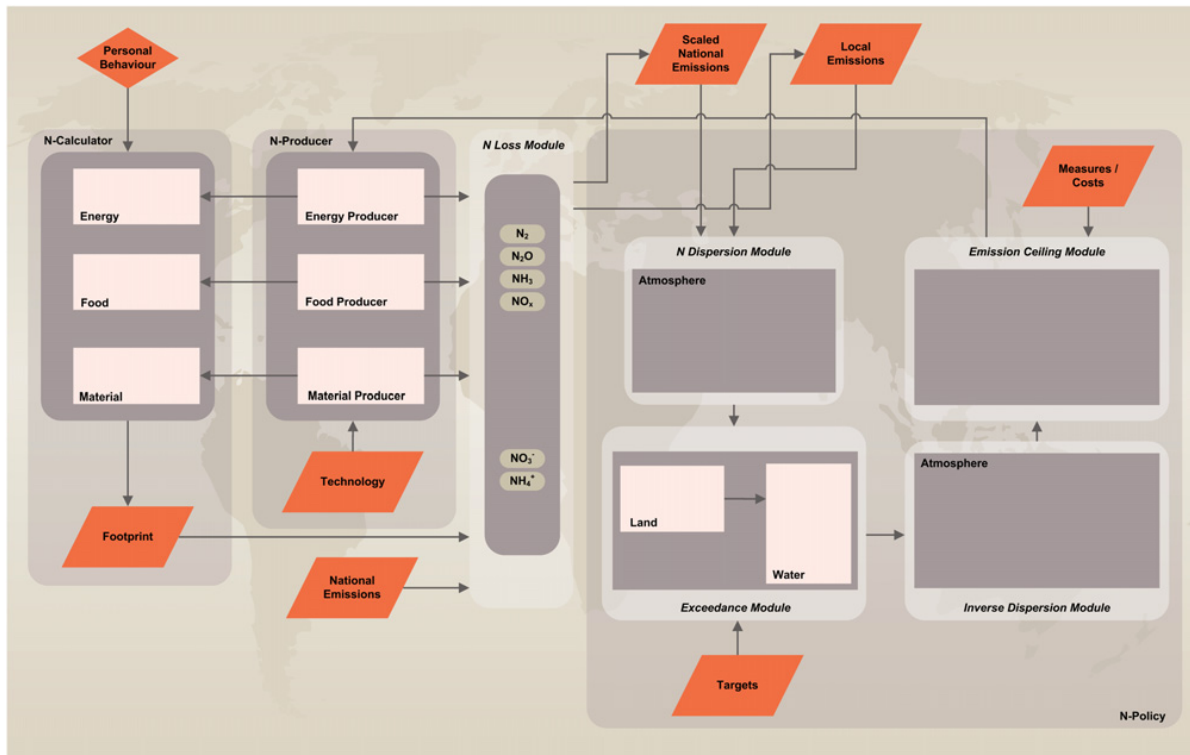 Personal
Behaviour
Scaled
National
Emissions
Local
Emissions
N-Calculator
Energy
Food
Material
Footprint
N-Producer
Energy Producer
Food Producer
Material Producer
Technology
National
Emissions
N Loss Module
N₂
N₂O
NH₃
NOₓ
NO₃⁻
NH₄⁺
Measures /
Costs
N Dispersion Module
Atmosphere
Emission Ceiling Module
Land
Water
Exceedance Module
Atmosphere
Inverse Dispersion Module
Targets
N-Policy